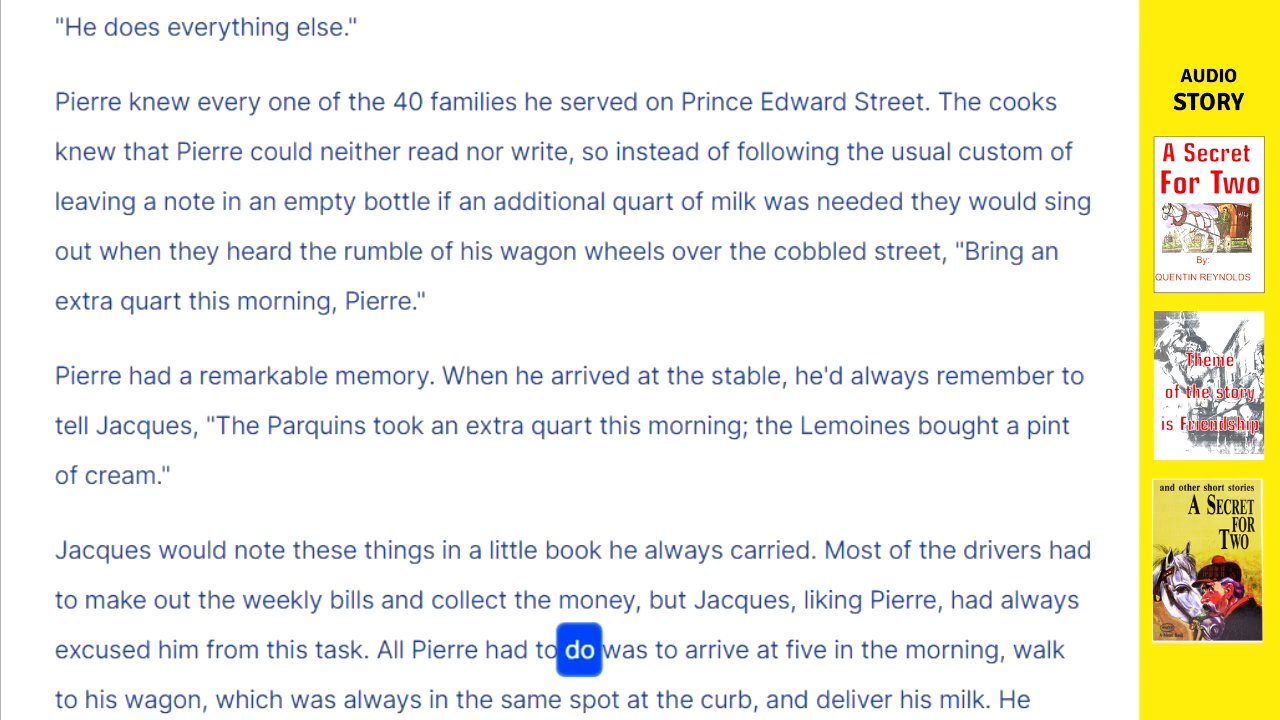 "He does everything else."
Pierre knew every one of the 40 families he served on Prince Edward Street. The cooks
knew that Pierre could neither read nor write, so instead of following the usual custom of
leaving a note in an empty bottle if an additional quart of milk was needed they would sing
out when they heard the rumble of his wagon wheels over the cobbled street, "Bring an
extra quart this morning, Pierre."
Pierre had a remarkable memory. When he arrived at the stable, he'd always remember to
tell Jacques, "The Parquins took an extra quart this morning; the Lemoines bought a pint
of cream."
Jacques would note these things in a little book he always carried. Most of the drivers had
to make out the weekly bills and collect the money, but Jacques, liking Pierre, had always
excused him from this task. All Pierre had to do was to arrive at five in the morning, walk
to his wagon, which was always in the same spot at the curb, and deliver his milk. He
AUDIO
STORY
A Secret
For Two
By:
QUENTIN REYNOLDS
Theme
of the story
is Friendship
and other short stories
A SECRET
FOR
TWO